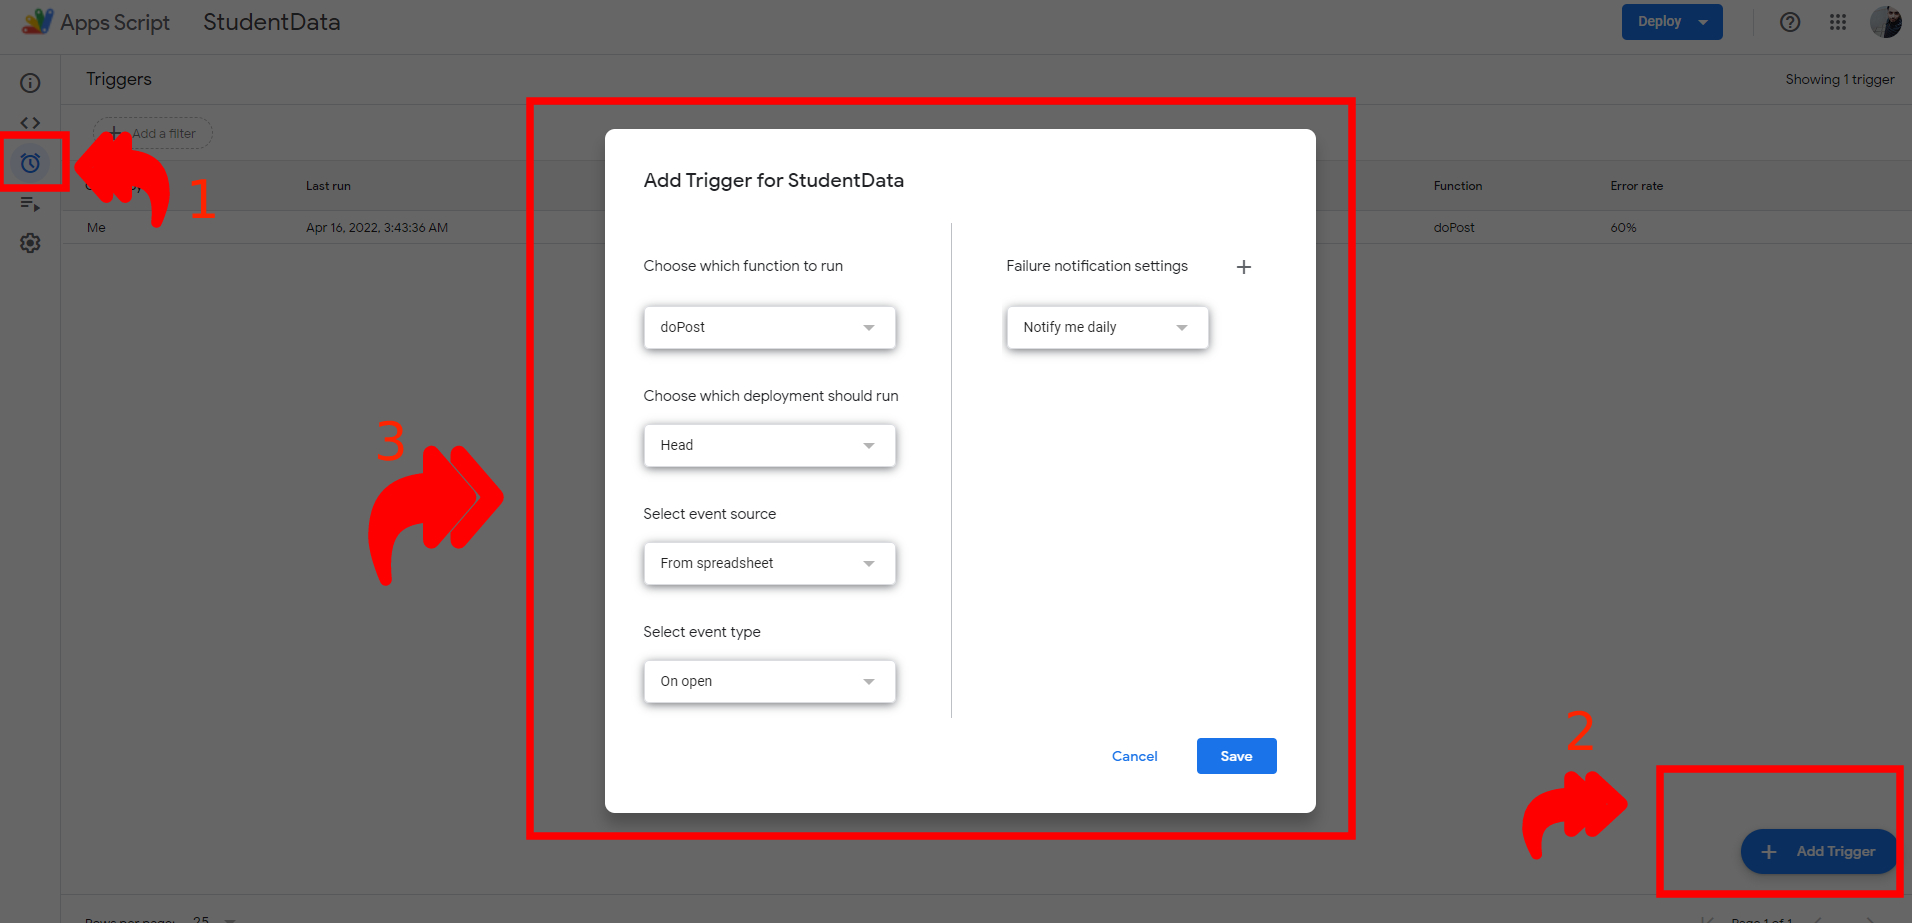 Apps Script StudentData Deploy
Triggers Showing 1 trigger
Add a filter
Last run Function Error rate
1
Me Apr 16, 2022, 3:43:36 AM doPost 60%
Add Trigger for StudentData
Choose which function to run
doPost
Choose which deployment should run
Head
Select event source
From spreadsheet
Select event type
On open
Failure notification settings
Notify me daily
Cancel Save
3
2
Add Trigger
Rows per page: 25 Page 1 of 1